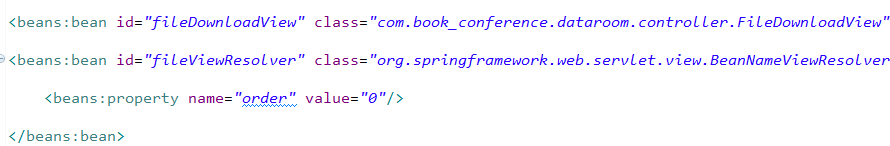 <beans:bean id="fileDownloadView" class="com.book_conference.dataroom.controller.FileDownloadView"
<beans:bean id="fileViewResolver" class="org.springframework.web.servlet.view.BeanNameViewResolver
<beans:property name="order" value="0"/>
</beans:bean>